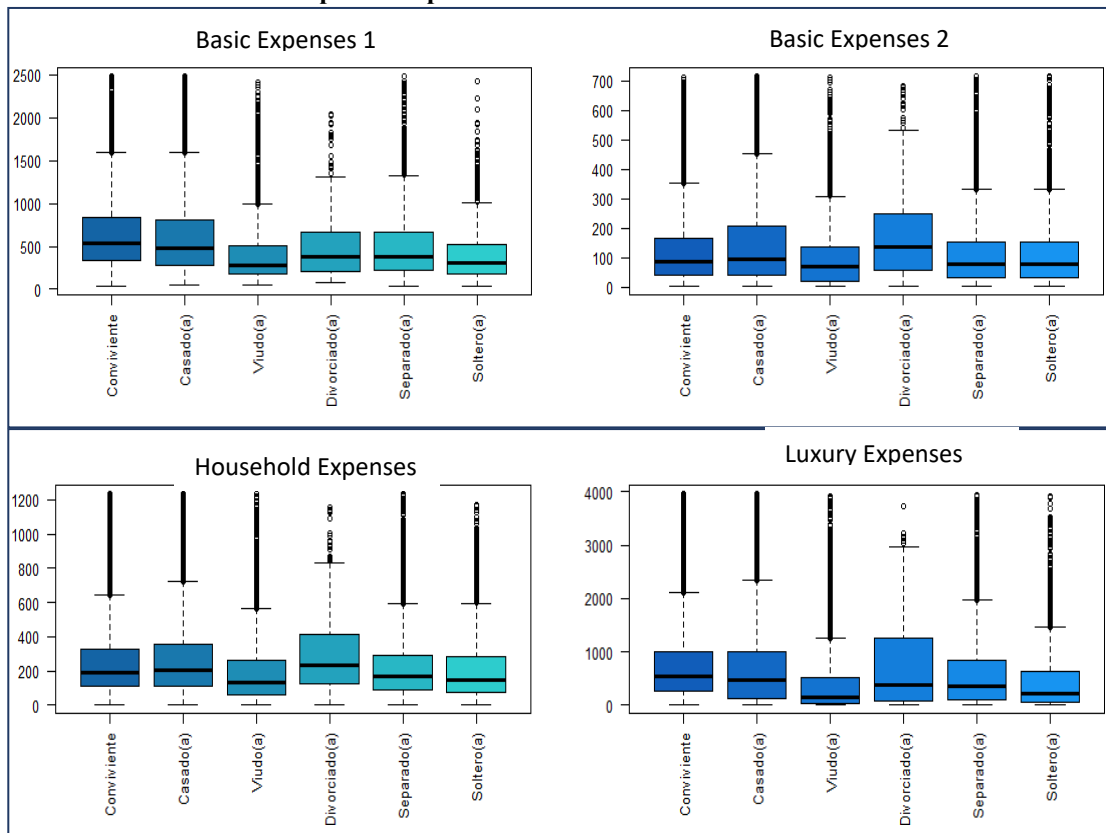 Basic Expenses 1
2500
2000
1500
1000
500
0
Conviviente
Casado(a)
Viudo(a)
Divorciado(a)
Separado(a)
Soltero(a)
Basic Expenses 2
700
600
500
400
300
200
100
0
Conviviente
Casado(a)
Viudo(a)
Divorciado(a)
Separado(a)
Soltero(a)
Household Expenses
1200
1000
800
600
400
200
0
Conviviente
Casado(a)
Viudo(a)
Divorciado(a)
Separado(a)
Soltero(a)
Luxury Expenses
4000
3000
2000
1000
0
Conviviente
Casado(a)
Viudo(a)
Divorciado(a)
Separado(a)
Soltero(a)